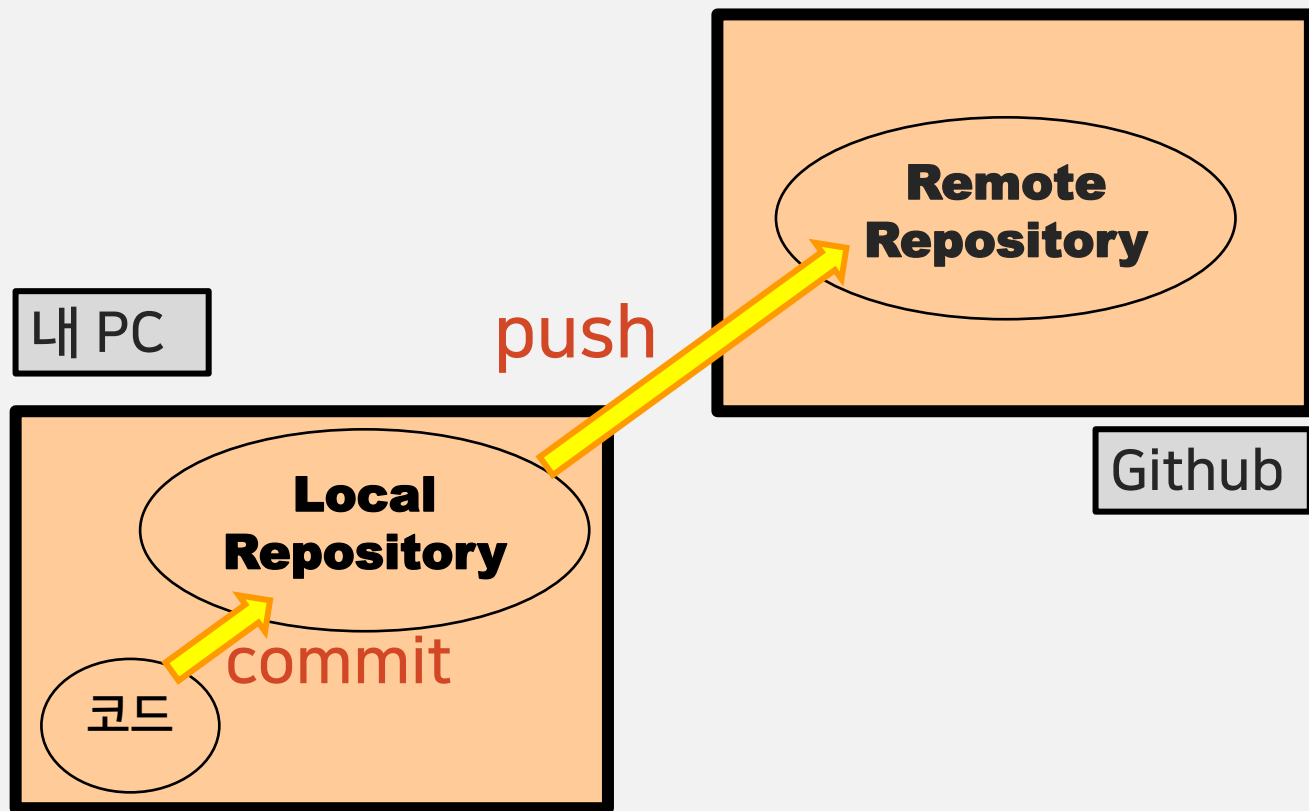 Remote
Repository
내 PC
push
Github
Local
Repository
commit
코드